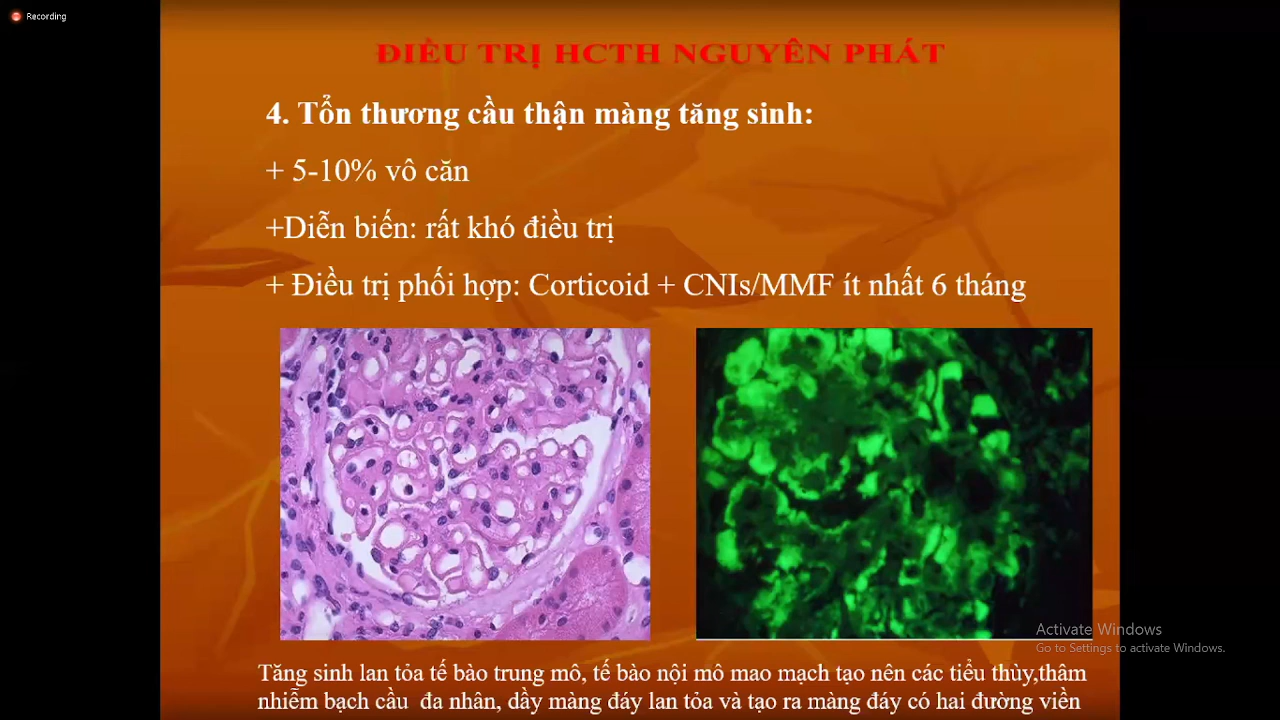 Recording
ĐIỀU TRỊ HCTH NGUYÊN PHÁT
4. Tổn thương cầu thận màng tăng sinh:
+ 5-10% vô căn
+Diễn biến: rất khó điều trị
+ Điều trị phối hợp: Corticoid + CNIs/MMF ít nhất 6 tháng
Activate Windows
Go to Settings to activate Windows.
Tăng sinh lan tỏa tế bào trung mô, tế bào nội mô mao mạch tạo nên các tiểu thùy,thâm
nhiễm bạch cầu đa nhân, dầy màng đáy lan tỏa và tạo ra màng đáy có hai đường viền